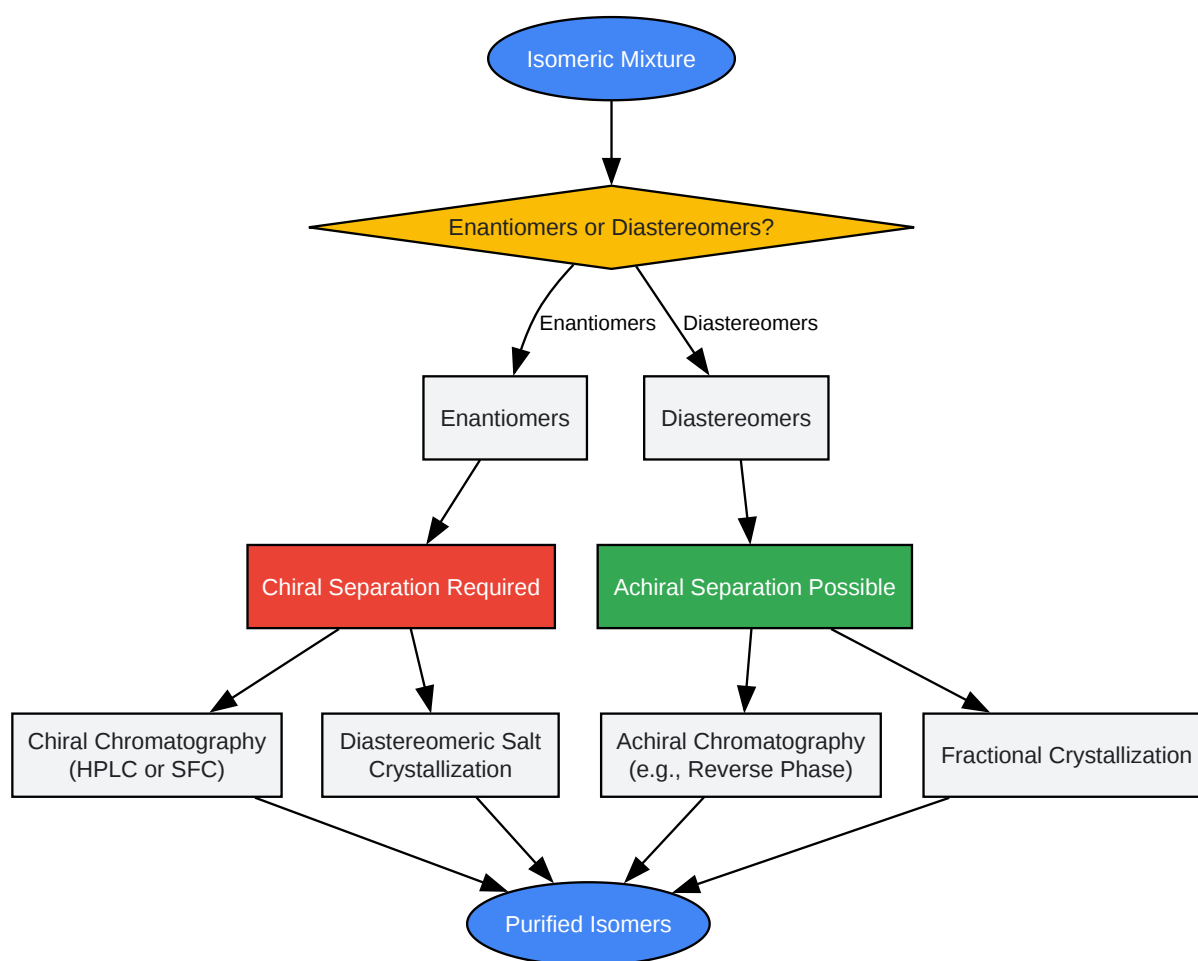 Isomeric Mixture
Enantiomers or Diastereomers?
Enantiomers
Diastereomers
Enantiomers
Diastereomers
Chiral Separation Required
Achiral Separation Possible
Chiral Chromatography
(HPLC or SFC)
Diastereomeric Salt
Crystallization
Achiral Chromatography
(e.g., Reverse Phase)
Fractional Crystallization
Purified Isomers